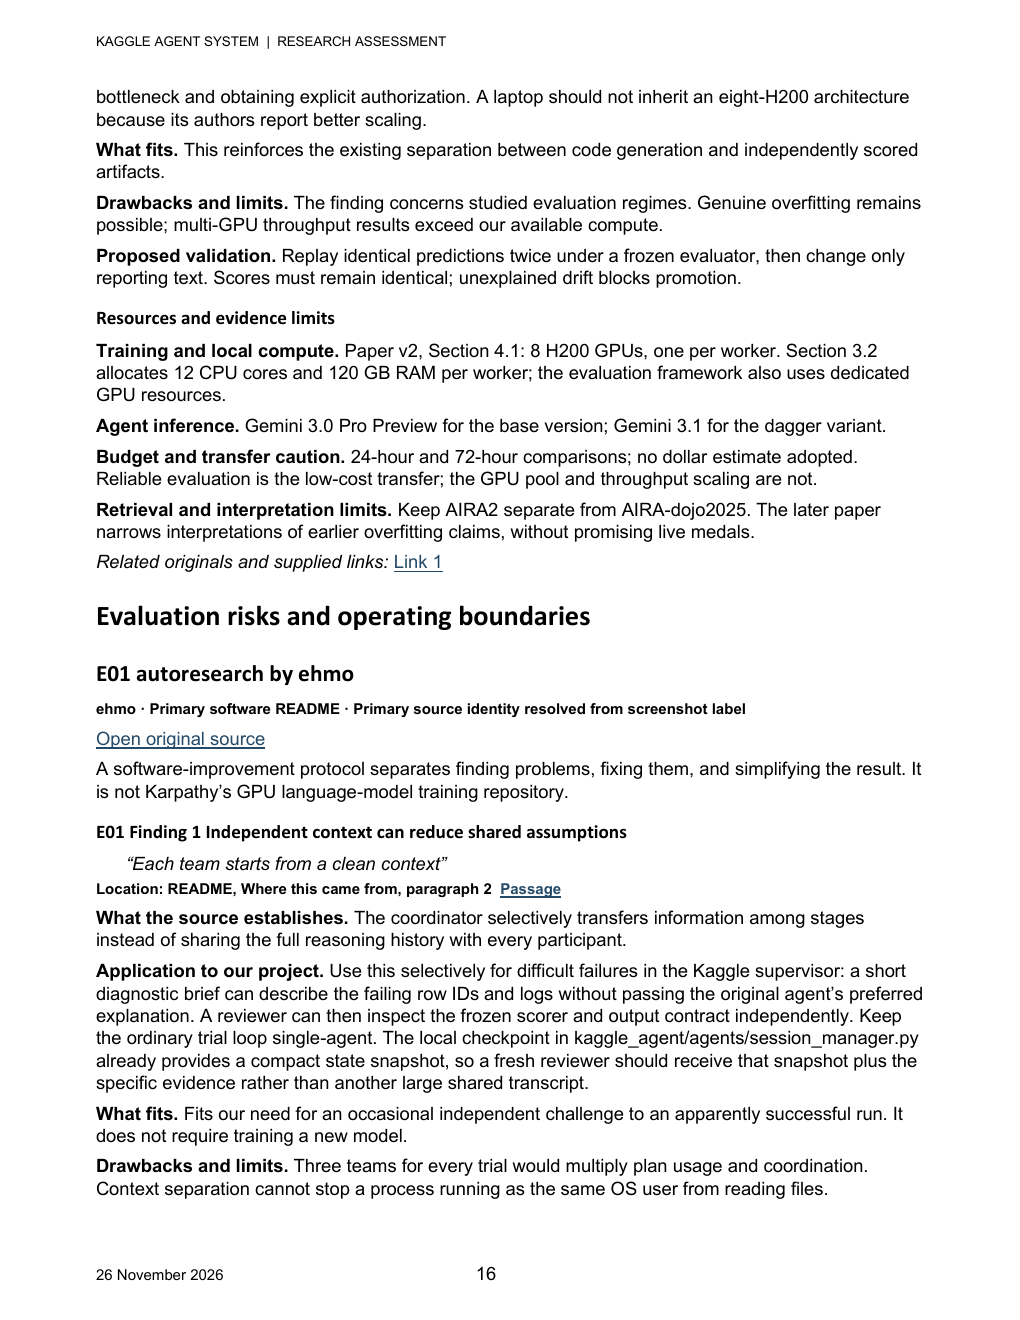 KAGGLE AGENT SYSTEM | RESEARCH ASSESSMENT
bottleneck and obtaining explicit authorization. A laptop should not inherit an eight-H200 architecture
because its authors report better scaling.
What fits. This reinforces the existing separation between code generation and independently scored
artifacts.
Drawbacks and limits. The finding concerns studied evaluation regimes. Genuine overfitting remains
possible; multi-GPU throughput results exceed our available compute.
Proposed validation. Replay identical predictions twice under a frozen evaluator, then change only
reporting text. Scores must remain identical; unexplained drift blocks promotion.
Resources and evidence limits
Training and local compute. Paper v2, Section 4.1: 8 H200 GPUs, one per worker. Section 3.2
allocates 12 CPU cores and 120 GB RAM per worker; the evaluation framework also uses dedicated
GPU resources.
Agent inference. Gemini 3.0 Pro Preview for the base version; Gemini 3.1 for the dagger variant.
Budget and transfer caution. 24-hour and 72-hour comparisons; no dollar estimate adopted.
Reliable evaluation is the low-cost transfer; the GPU pool and throughput scaling are not.
Retrieval and interpretation limits. Keep AIRA2 separate from AIRA-dojo2025. The later paper
narrows interpretations of earlier overfitting claims, without promising live medals.
Related originals and supplied links: Link 1
Evaluation risks and operating boundaries
E01 autoresearch by ehmo
ehmo · Primary software README · Primary source identity resolved from screenshot label
Open original source
A software-improvement protocol separates finding problems, fixing them, and simplifying the result. It
is not Karpathy’s GPU language-model training repository.
E01 Finding 1 Independent context can reduce shared assumptions
“Each team starts from a clean context”
Location: README, Where this came from, paragraph 2 Passage
What the source establishes. The coordinator selectively transfers information among stages
instead of sharing the full reasoning history with every participant.
Application to our project. Use this selectively for difficult failures in the Kaggle supervisor: a short
diagnostic brief can describe the failing row IDs and logs without passing the original agent’s preferred
explanation. A reviewer can then inspect the frozen scorer and output contract independently. Keep
the ordinary trial loop single-agent. The local checkpoint in kaggle_agent/agents/session_manager.py
already provides a compact state snapshot, so a fresh reviewer should receive that snapshot plus the
specific evidence rather than another large shared transcript.
What fits. Fits our need for an occasional independent challenge to an apparently successful run. It
does not require training a new model.
Drawbacks and limits. Three teams for every trial would multiply plan usage and coordination.
Context separation cannot stop a process running as the same OS user from reading files.
26 November 2026
16